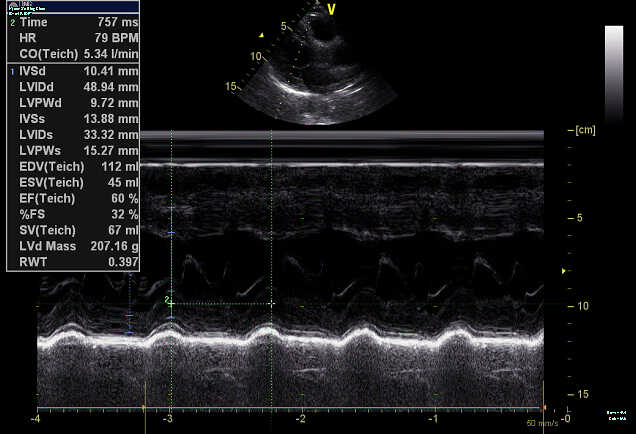 2 Time 757 ms
HR 79 BPM
CO(Teich) 5.34 l/min
1 IVSd 10.41 mm
LVIDd 48.94 mm
LVPWd 9.72 mm
IVSs 13.88 mm
LVIDs 33.32 mm
LVPWs 15.27 mm
EDV(Teich) 112 ml
ESV(Teich) 45 ml
EF(Teich) 60 %
%FS 32 %
SV(Teich) 67 ml
LVd Mass 207.16 g
RWT 0.397
V
5
10
15
[cm]
5
10
15
2
-4
-3
-2
-1
-0
60 mm/s